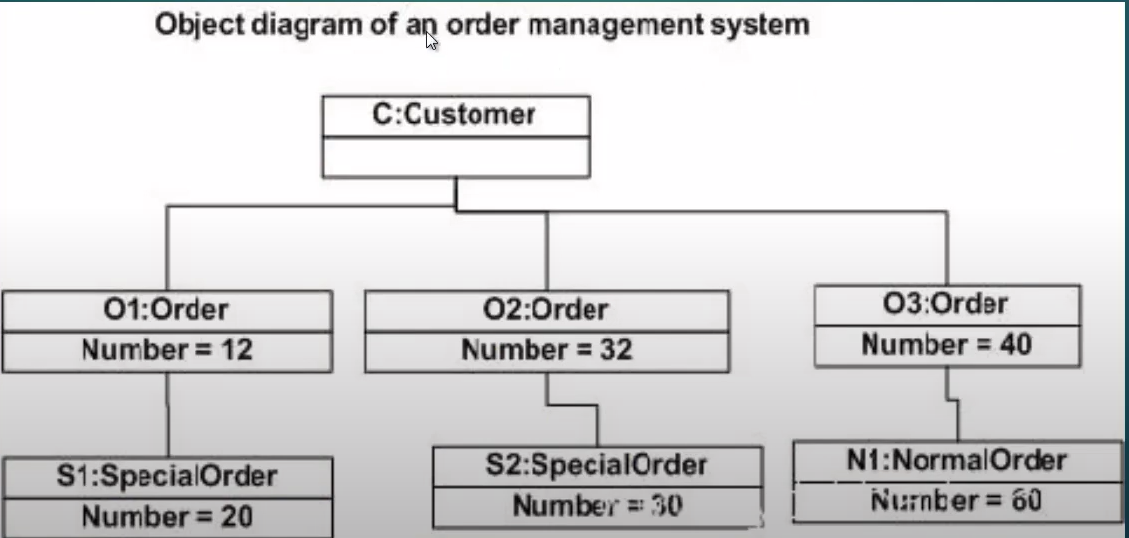 Object diagram of an order management system
C:Customer
O1:Order
Number = 12
O2:Order
Number = 32
O3:Order
Number = 40
S1:SpecialOrder
Number = 20
S2:SpecialOrder
Number = 30
N1:NormalOrder
Number = 60